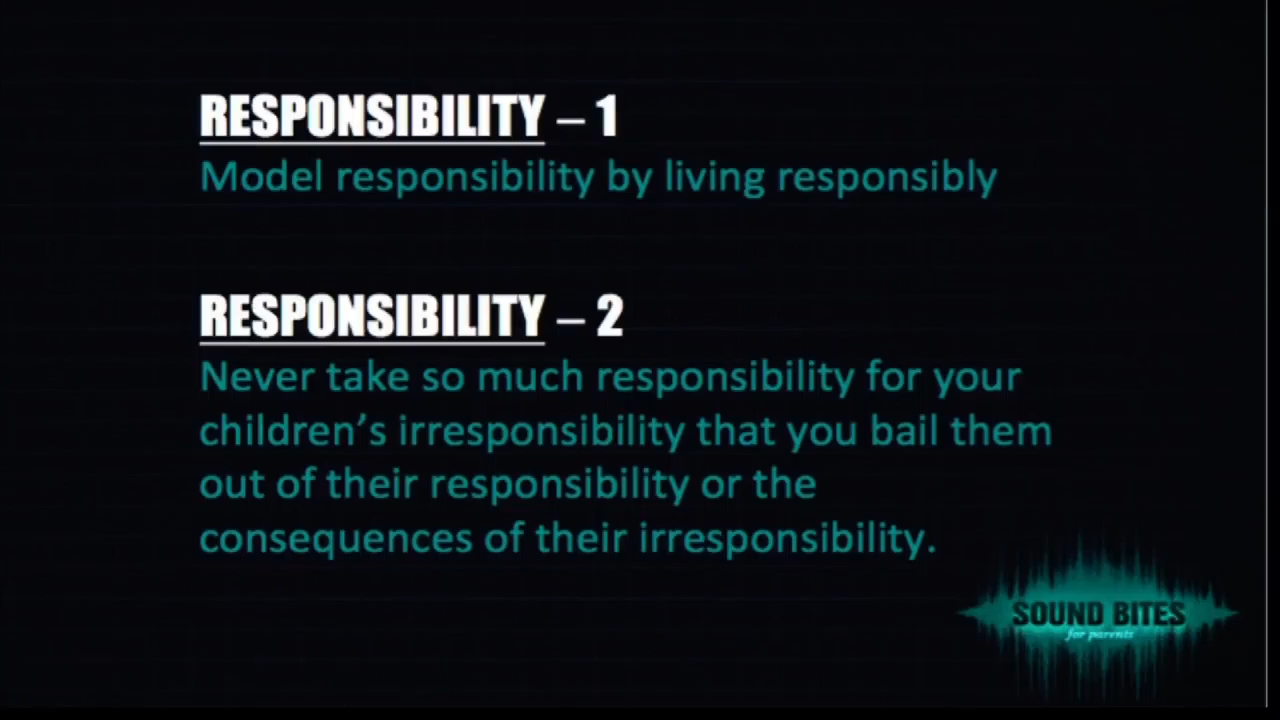 RESPONSIBILITY – 1
Model responsibility by living responsibly
RESPONSIBILITY – 2
Never take so much responsibility for your
children’s irresponsibility that you bail them
out of their responsibility or the
consequences of their irresponsibility.
SOUND BITES
for parents